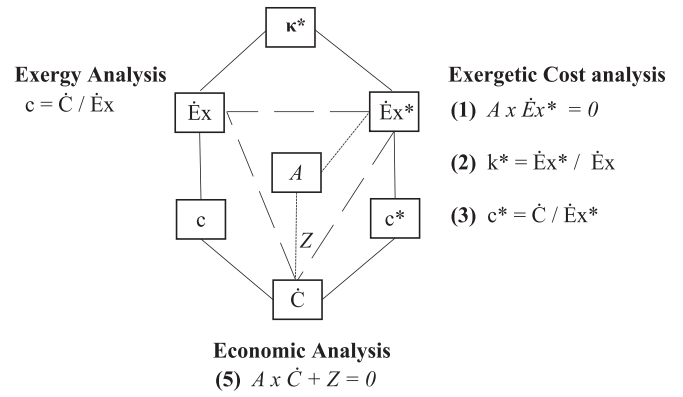 κ*
Exergy Analysis
c = Ċ / Ėx
Exergetic Cost analysis
Ėx
Ėx*
(1) A x Ėx* = 0
A
(2) k* = Ėx* / Ėx
c
c*
(3) c* = Ċ / Ėx*
Z
Ċ
Economic Analysis
(5) A x Ċ + Z = 0